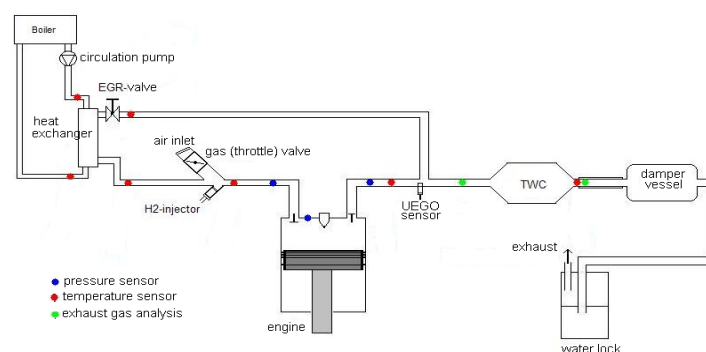 Boiler
circulation pump
EGR-valve
heat
exchanger
air inlet
gas (throttle) valve
H2-injector
UEGO
sensor
TWC
damper
vessel
exhaust
pressure sensor
temperature sensor
exhaust gas analysis
engine
water lock